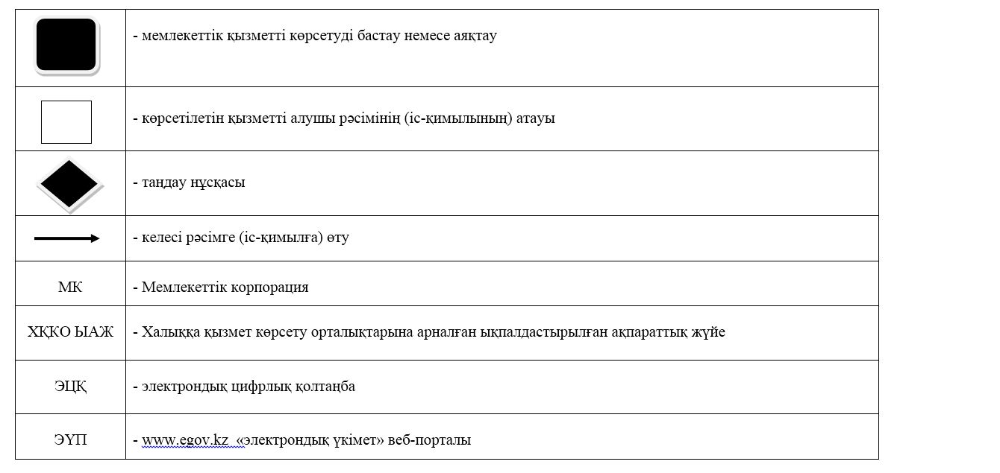 - мемлекеттік қызметті көрсетуді бастау немесе аяқтау
- көрсетілетін қызметті алушы рәсімінің (іс-қимылының) атауы
- таңдау нұсқасы
- келесі рәсімге (іс-қимылға) өту
МК - Мемлекеттік корпорация
ХҚКО ЫАЖ - Халыққа қызмет көрсету орталықтарына арналған ықпалдастырылған ақпараттық жүйе
ЭЦҚ - электрондық цифрлық қолтаңба
ЭҮП - www.egov.kz «электрондық үкімет» веб-порталы